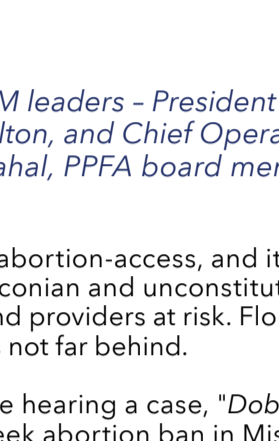 M leaders – President
lton, and Chief Opera
ahal, PPFA board mer
abortion-access, and it
conian and unconstitut
nd providers at risk. Flo
not far behind.
e hearing a case, "Dob
eek abortion ban in Mis